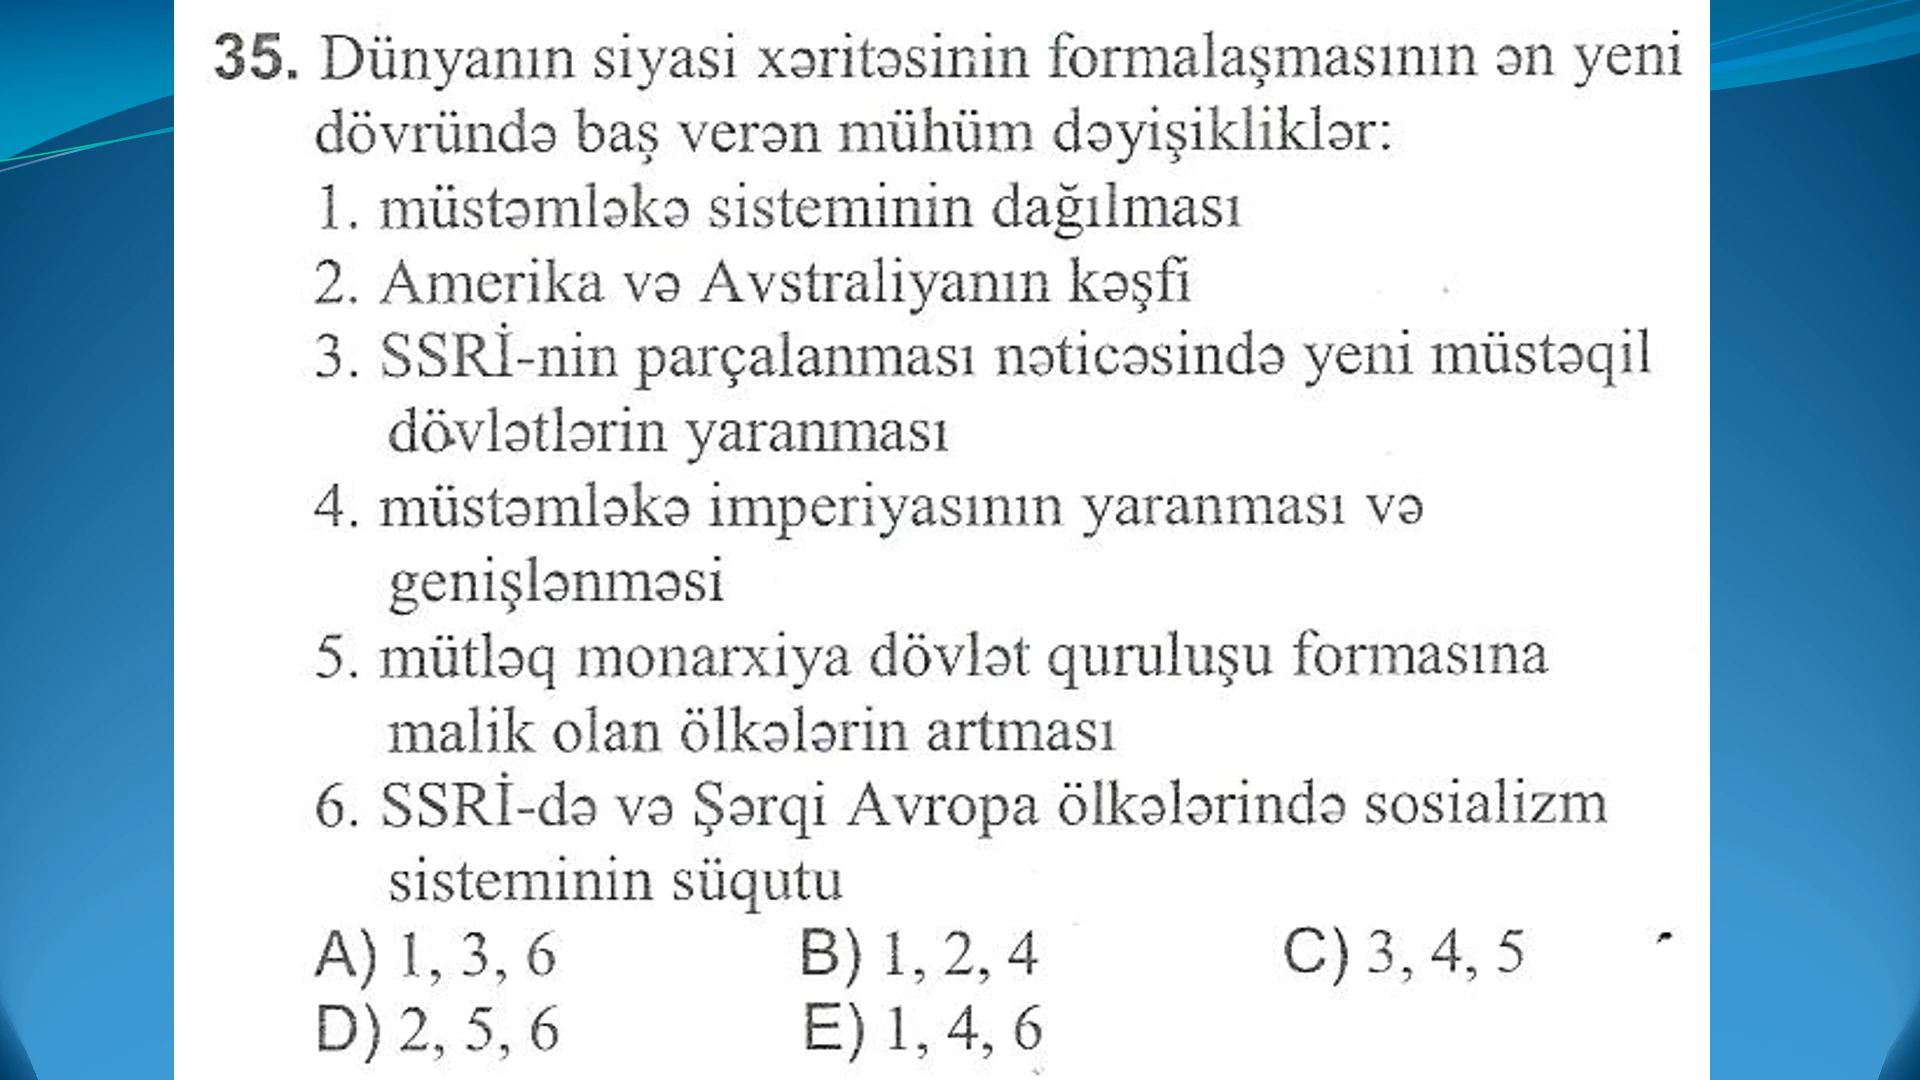 35. Dünyanın siyasi xəritəsinin formalaşmasının ən yeni
dövründə baş verən mühüm dəyişikliklər:
1. müstəmləkə sisteminin dağılması
2. Amerika və Avstraliyanın kəşfi
3. SSRİ-nin parçalanması nəticəsində yeni müstəqil
dövlətlərin yaranması
4. müstəmləkə imperiyasının yaranması və
genişlənməsi
5. mütləq monarxiya dövlət quruluşu formasına
malik olan ölkələrin artması
6. SSRİ-də və Şərqi Avropa ölkələrində sosializm
sisteminin süqutu
A) 1, 3, 6 B) 1, 2, 4 C) 3, 4, 5
D) 2, 5, 6 E) 1, 4, 6